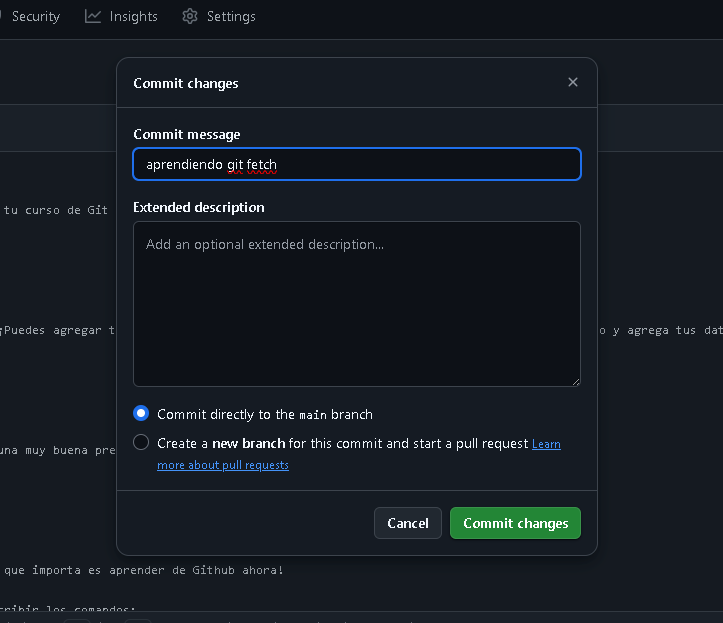 Security Insights Settings
Commit changes
Commit message
aprendiendo git fetch
tu curso de Git
Extended description
Add an optional extended description...
¡Puedes agregar
o y agrega tus
una muy buena
Commit directly to the main branch
Create a new branch for this commit and start a pull request Learn
more about pull requests
Cancel Commit changes
que importa es aprender de Github ahora!
los comandos: